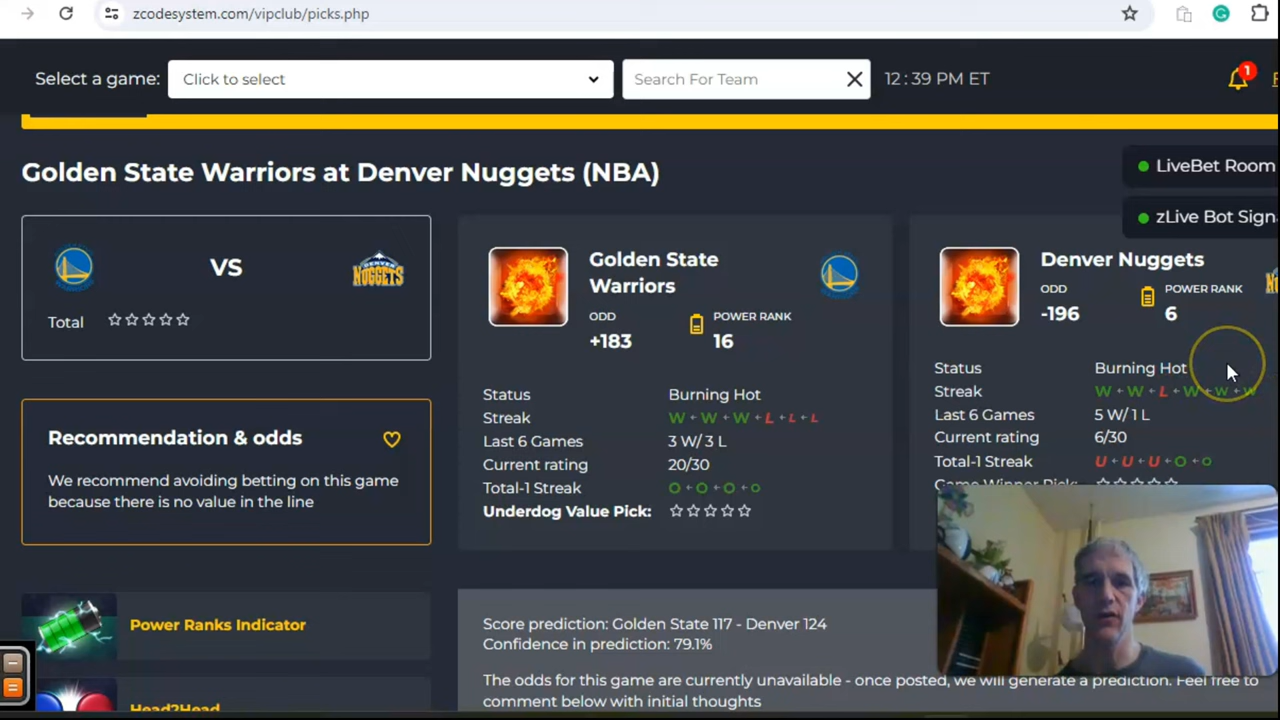 zcodesystem.com/vipclub/picks.php
Select a game: Click to select Search For Team 12:39 PM ET 1
Golden State Warriors at Denver Nuggets (NBA)
LiveBet Room
zLive Bot Sign
VS
DENVER
NUGGETS
Total
Golden State
Warriors
ODD POWER RANK
+183 16
Status Burning Hot
Streak W W W L L L
Last 6 Games 3 W/ 3 L
Current rating 20/30
Total-1 Streak O O O O
Underdog Value Pick:
Denver Nuggets
ODD POWER RANK
-196 6
Status Burning Hot
Streak W W L W W W
Last 6 Games 5 W/ 1 L
Current rating 6/30
Total-1 Streak U U U O O
Game Winner Pick:
Recommendation & odds
We recommend avoiding betting on this game
because there is no value in the line
Power Ranks Indicator
Head2Head
Score prediction: Golden State 117 - Denver 124
Confidence in prediction: 79.1%
The odds for this game are currently unavailable - once posted, we will generate a prediction. Feel free to
comment below with initial thoughts